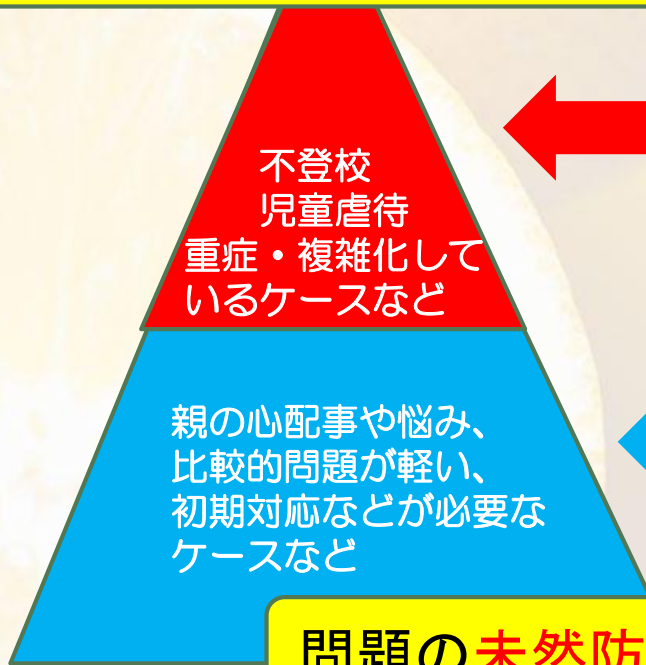 不登校
児童虐待
重症・複雑化して
いるケースなど
親の心配事や悩み、
比較的問題が軽い、
初期対応などが必要な
ケースなど
問題の未然防